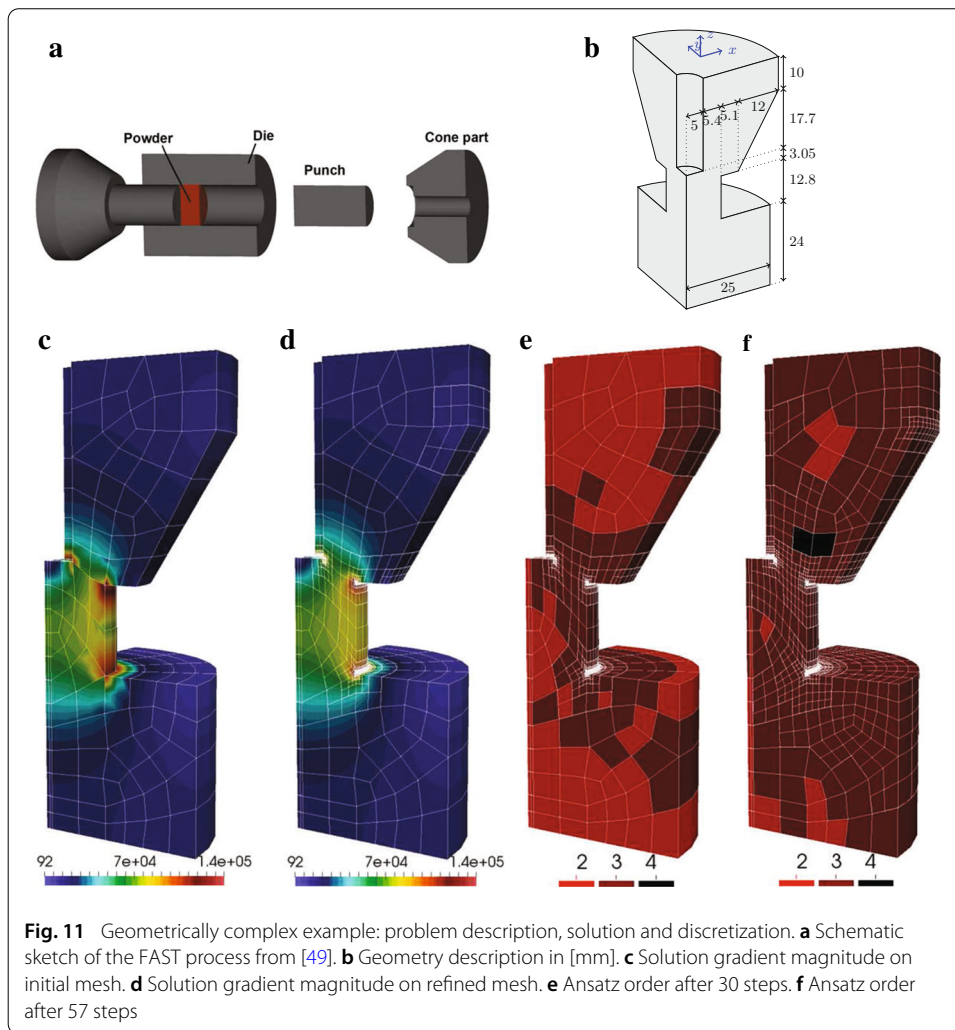 a
Powder
Die
Punch
Cone part
b
z
y
x
10
12
5.1
5.4
5
17.7
3.05
12.8
24
25
c
d
e
f
92 7e+04 1.4e+05
92 7e+04 1.4e+05
2 3 4
2 3 4
Fig. 11 Geometrically complex example: problem description, solution and discretization. a Schematic
sketch of the FAST process from [49]. b Geometry description in [mm]. c Solution gradient magnitude on
initial mesh. d Solution gradient magnitude on refined mesh. e Ansatz order after 30 steps. f Ansatz order
after 57 steps